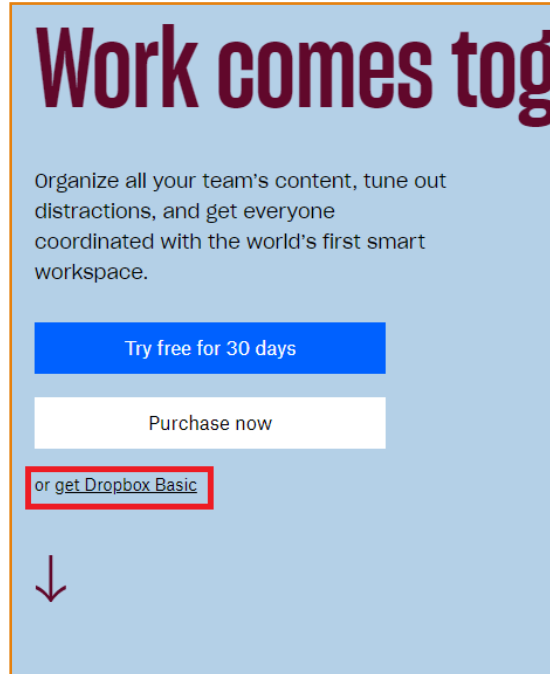 Work comes tog
Organize all your team's content, tune out
distractions, and get everyone
coordinated with the world's first smart
workspace.
Try free for 30 days
Purchase now
or get Dropbox Basic